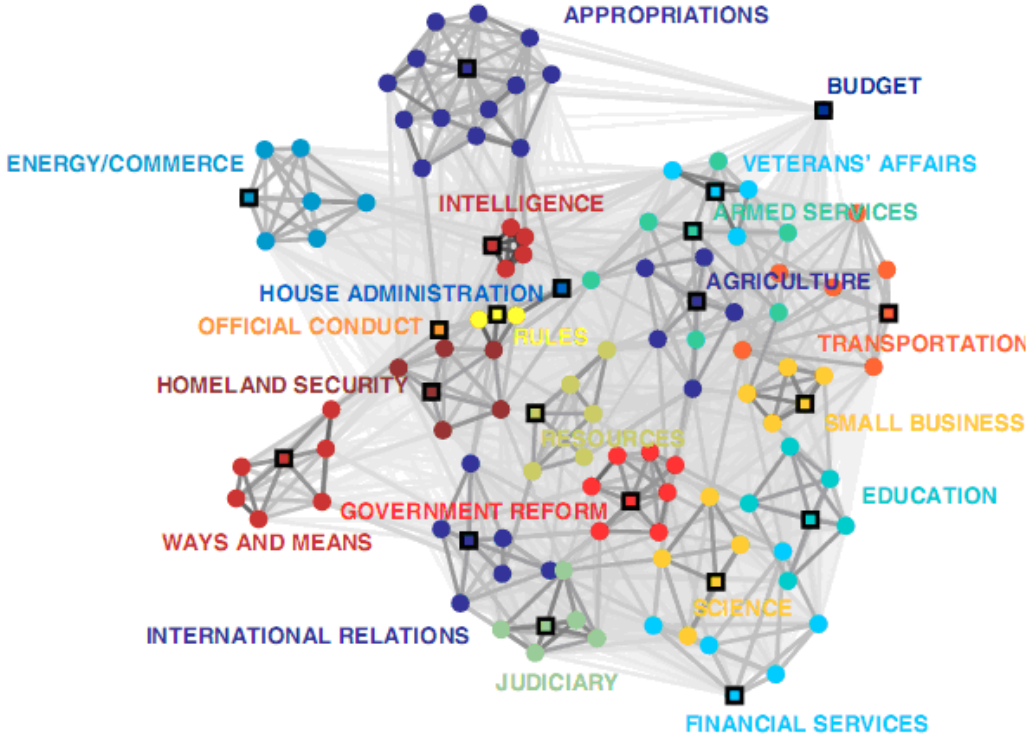 APPROPRIATIONS
BUDGET
ENERGY/COMMERCE
VETERANS' AFFAIRS
INTELLIGENCE
ARMED SERVICES
AGRICULTURE
HOUSE ADMINISTRATION
OFFICIAL CONDUCT
RULES
TRANSPORTATION
HOMELAND SECURITY
SMALL BUSINESS
RESOURCES
EDUCATION
GOVERNMENT REFORM
WAYS AND MEANS
SCIENCE
INTERNATIONAL RELATIONS
JUDICIARY
FINANCIAL SERVICES